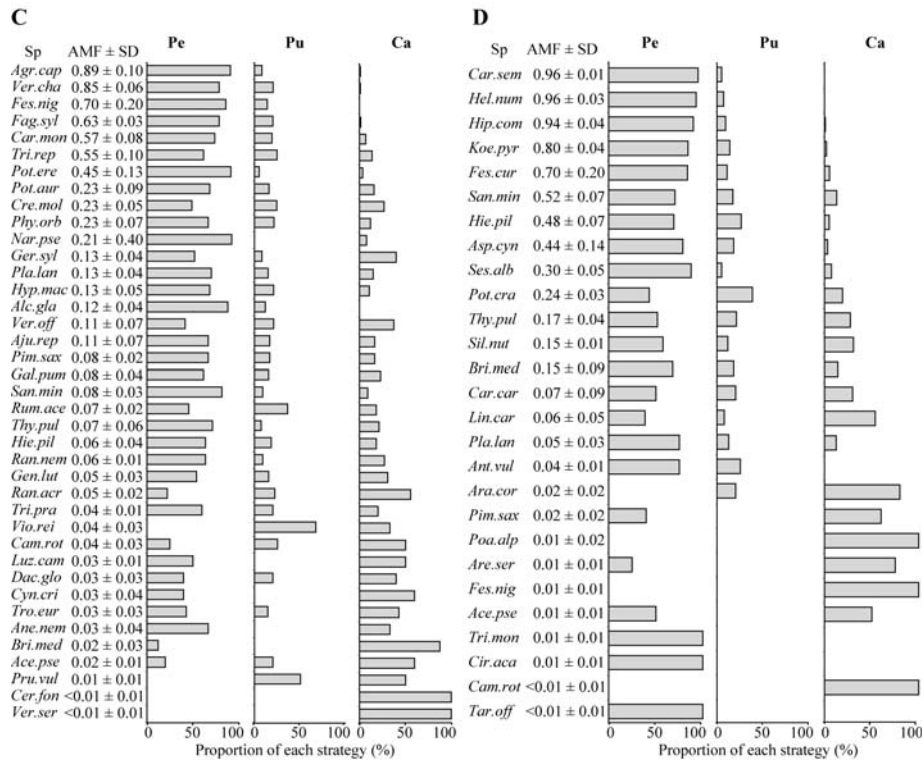 C
Pe Pu Ca
Sp AMF ± SD
Agr.cap 0.89 ± 0.10
Ver.cha 0.85 ± 0.06
Fes.nig 0.70 ± 0.20
Fag.syl 0.63 ± 0.03
Car.mon 0.57 ± 0.08
Tri.rep 0.55 ± 0.10
Pot.ere 0.45 ± 0.13
Pot.aur 0.23 ± 0.09
Cre.mol 0.23 ± 0.05
Phy.orb 0.23 ± 0.07
Nar.pse 0.21 ± 0.40
Ger.syl 0.13 ± 0.04
Pla.lan 0.13 ± 0.04
Hyp.mac 0.13 ± 0.05
Alc.gla 0.12 ± 0.04
Ver.off 0.11 ± 0.07
Aju.rep 0.11 ± 0.07
Pim.sax 0.08 ± 0.02
Gal.pum 0.08 ± 0.04
San.min 0.08 ± 0.03
Rum.ace 0.07 ± 0.02
Thy.pul 0.07 ± 0.06
Hie.pil 0.06 ± 0.04
Ran.nem 0.06 ± 0.01
Gen.lut 0.05 ± 0.03
Ran.acr 0.05 ± 0.02
Tri.pra 0.04 ± 0.01
Vio.rei 0.04 ± 0.03
Cam.rot 0.04 ± 0.03
Luz.cam 0.03 ± 0.01
Dac.glo 0.03 ± 0.03
Cyn.cri 0.03 ± 0.04
Tro.eur 0.03 ± 0.03
Ane.nem 0.03 ± 0.04
Bri.med 0.02 ± 0.03
Ace.pse 0.02 ± 0.01
Pru.vul 0.01 ± 0.01
Cer.fon <0.01 ± 0.01
Ver.ser <0.01 ± 0.01
0 50 100 0 50 100 0 50 100
Proportion of each strategy (%)
D
Pe Pu Ca
Sp AMF ± SD
Car.sem 0.96 ± 0.01
Hel.num 0.96 ± 0.03
Hip.com 0.94 ± 0.04
Koe.pyr 0.80 ± 0.04
Fes.cur 0.70 ± 0.20
San.min 0.52 ± 0.07
Hie.pil 0.48 ± 0.07
Asp.cyn 0.44 ± 0.14
Ses.alb 0.30 ± 0.05
Pot.cra 0.24 ± 0.03
Thy.pul 0.17 ± 0.04
Sil.nut 0.15 ± 0.01
Bri.med 0.15 ± 0.09
Car.car 0.07 ± 0.09
Lin.car 0.06 ± 0.05
Pla.lan 0.05 ± 0.03
Ant.vul 0.04 ± 0.01
Ara.cor 0.02 ± 0.02
Pim.sax 0.02 ± 0.02
Poa.alp 0.01 ± 0.02
Are.ser 0.01 ± 0.01
Fes.nig 0.01 ± 0.01
Ace.pse 0.01 ± 0.01
Tri.mon 0.01 ± 0.01
Cir.aca 0.01 ± 0.01
Cam.rot <0.01 ± 0.01
Tar.off <0.01 ± 0.01
0 50 100 0 50 100 0 50 100
Proportion of each strategy (%)